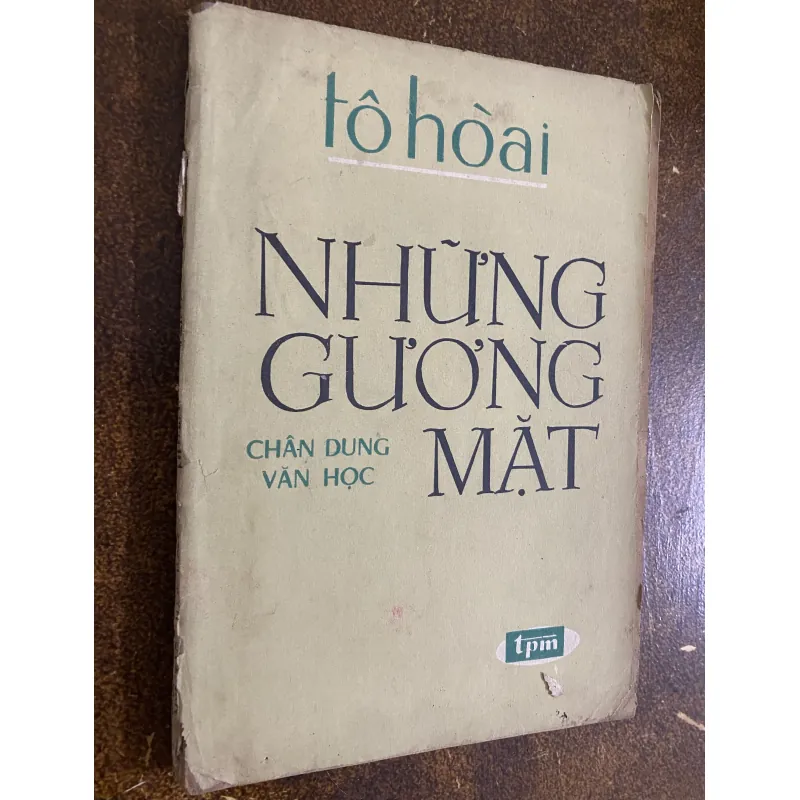 tô hòai
NHỮNG
GƯƠNG
CHÂN DUNG
VĂN HỌC
MẶT
tpm